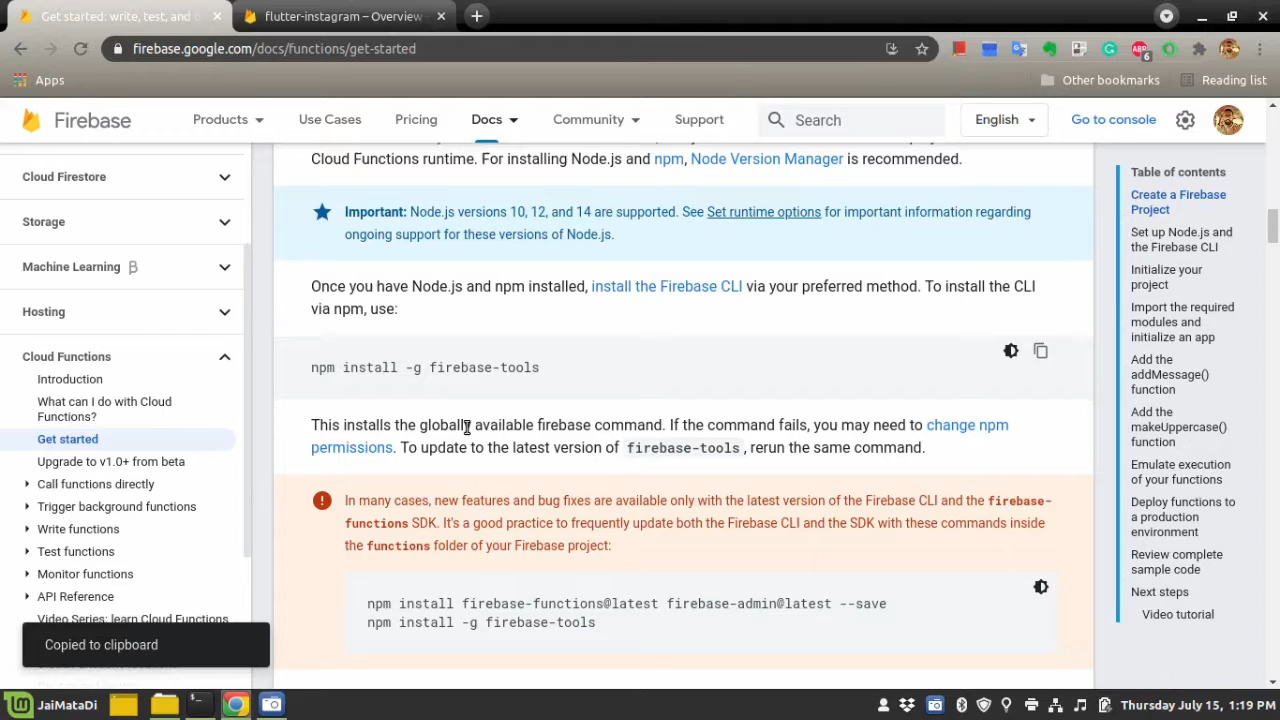 Get started: write, test, and
flutter-instagram – Overview
firebase.google.com/docs/functions/get-started
6
Apps
Other bookmarks
Reading list
Firebase
Products
Use Cases
Pricing
Docs
Community
Support
Search
English
Go to console
Cloud Firestore
Storage
Machine Learning
Hosting
Cloud Functions
Introduction
What can I do with Cloud
Functions?
Get started
Upgrade to v1.0+ from beta
Call functions directly
Trigger background functions
Write functions
Test functions
Monitor functions
API Reference
Video Series: learn Cloud Functions
Copied to clipboard
Cloud Functions runtime. For installing Node.js and npm, Node Version Manager is recommended.
Important: Node.js versions 10, 12, and 14 are supported. See Set runtime options for important information regarding
ongoing support for these versions of Node.js.
Once you have Node.js and npm installed, install the Firebase CLI via your preferred method. To install the CLI
via npm, use:
npm install -g firebase-tools
This installs the globally available firebase command. If the command fails, you may need to change npm
permissions. To update to the latest version of firebase-tools, rerun the same command.
In many cases, new features and bug fixes are available only with the latest version of the Firebase CLI and the firebase-
functions SDK. It's a good practice to frequently update both the Firebase CLI and the SDK with these commands inside
the functions folder of your Firebase project:
npm install firebase-functions@latest firebase-admin@latest --save
npm install -g firebase-tools
Table of contents
Create a Firebase
Project
Set up Node.js and
the Firebase CLI
Initialize your
project
Import the required
modules and
initialize an app
Add the
addMessage()
function
Add the
makeUppercase()
function
Emulate execution
of your functions
Deploy functions to
a production
environment
Review complete
sample code
Next steps
Video tutorial
JaiMataDi
Thursday July 15, 1:19 PM